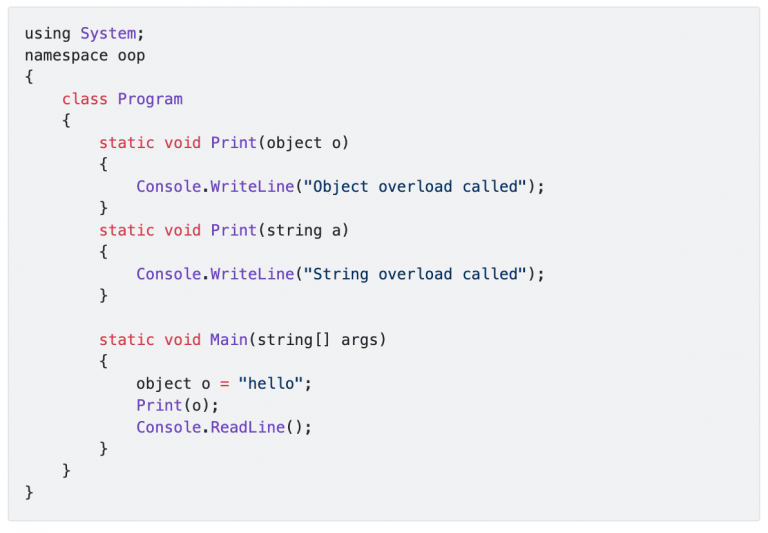 using System;
namespace oop
{
    class Program
    {
        static void Print(object o)
        {
            Console.WriteLine("Object overload called");
        }
        static void Print(string a)
        {
            Console.WriteLine("String overload called");
        }

        static void Main(string[] args)
        {
            object o = "hello";
            Print(o);
            Console.ReadLine();
        }
    }
}